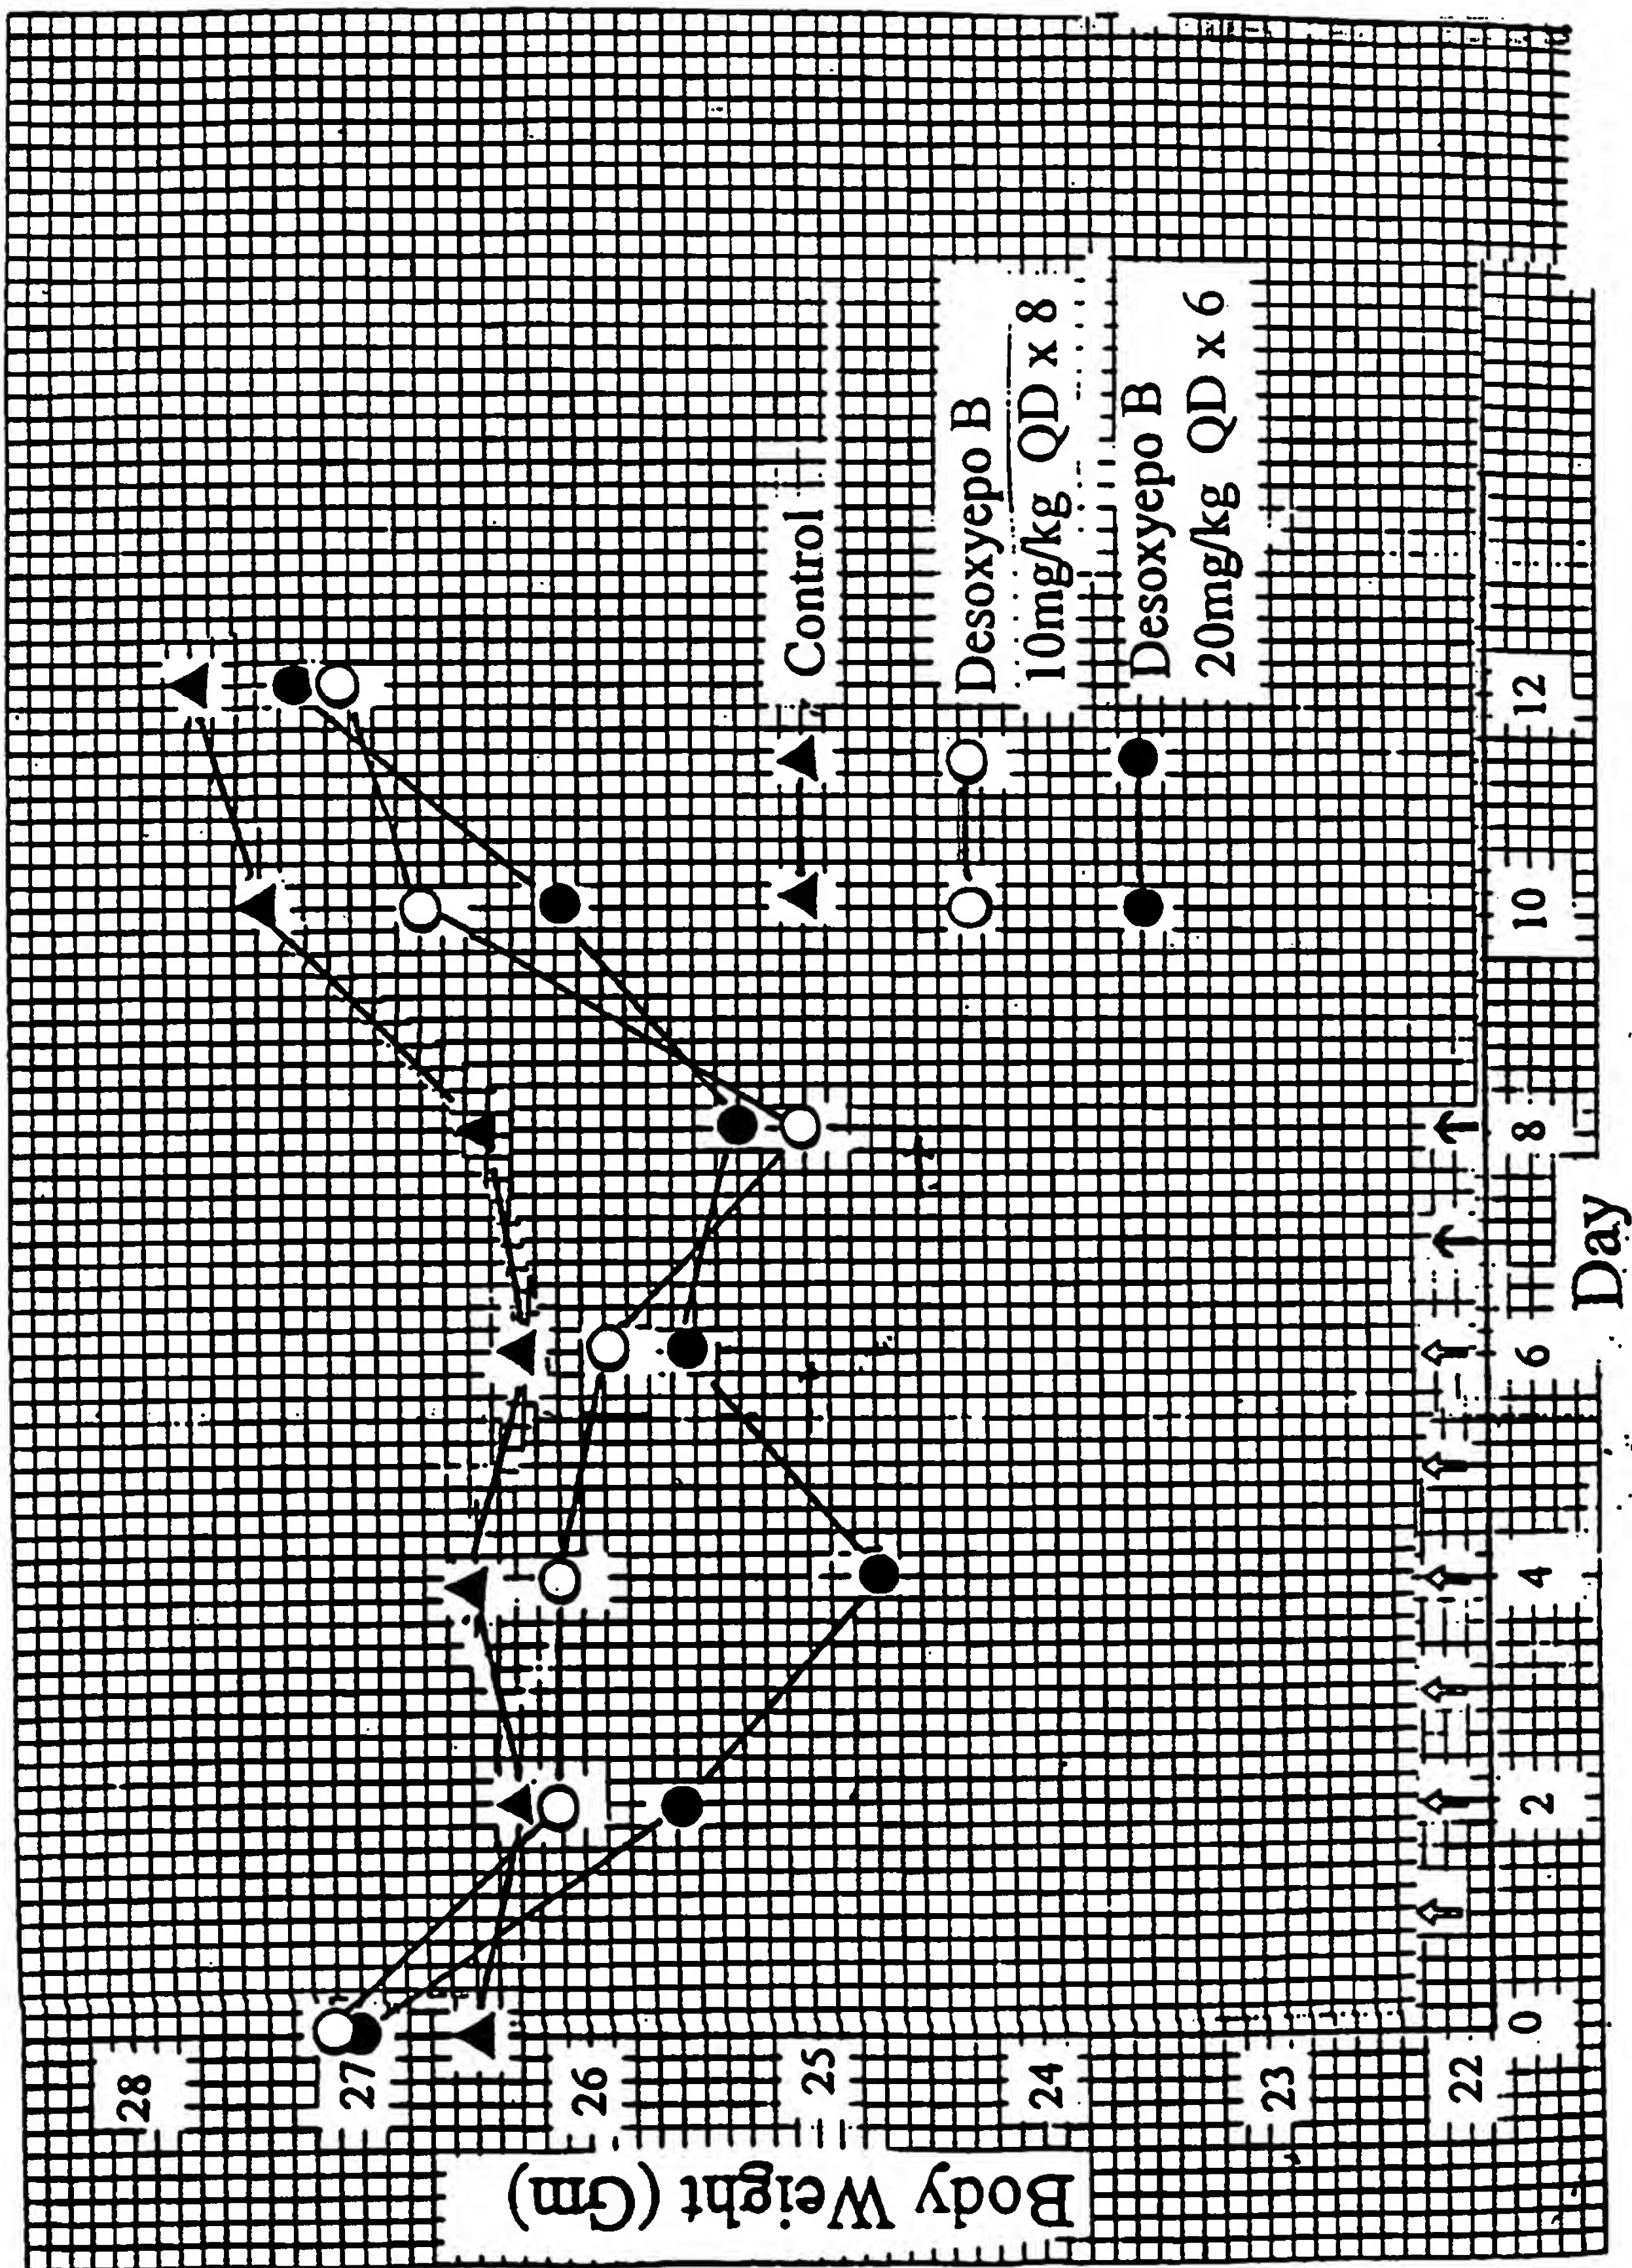 Body Weight (Gm)
28
27
26
25
24
23
22
0
2
4
6
8
10
12
Day
Control
Desoxyepo B
10mg/kg QD x 8
Desoxyepo B
20mg/kg QD x 6